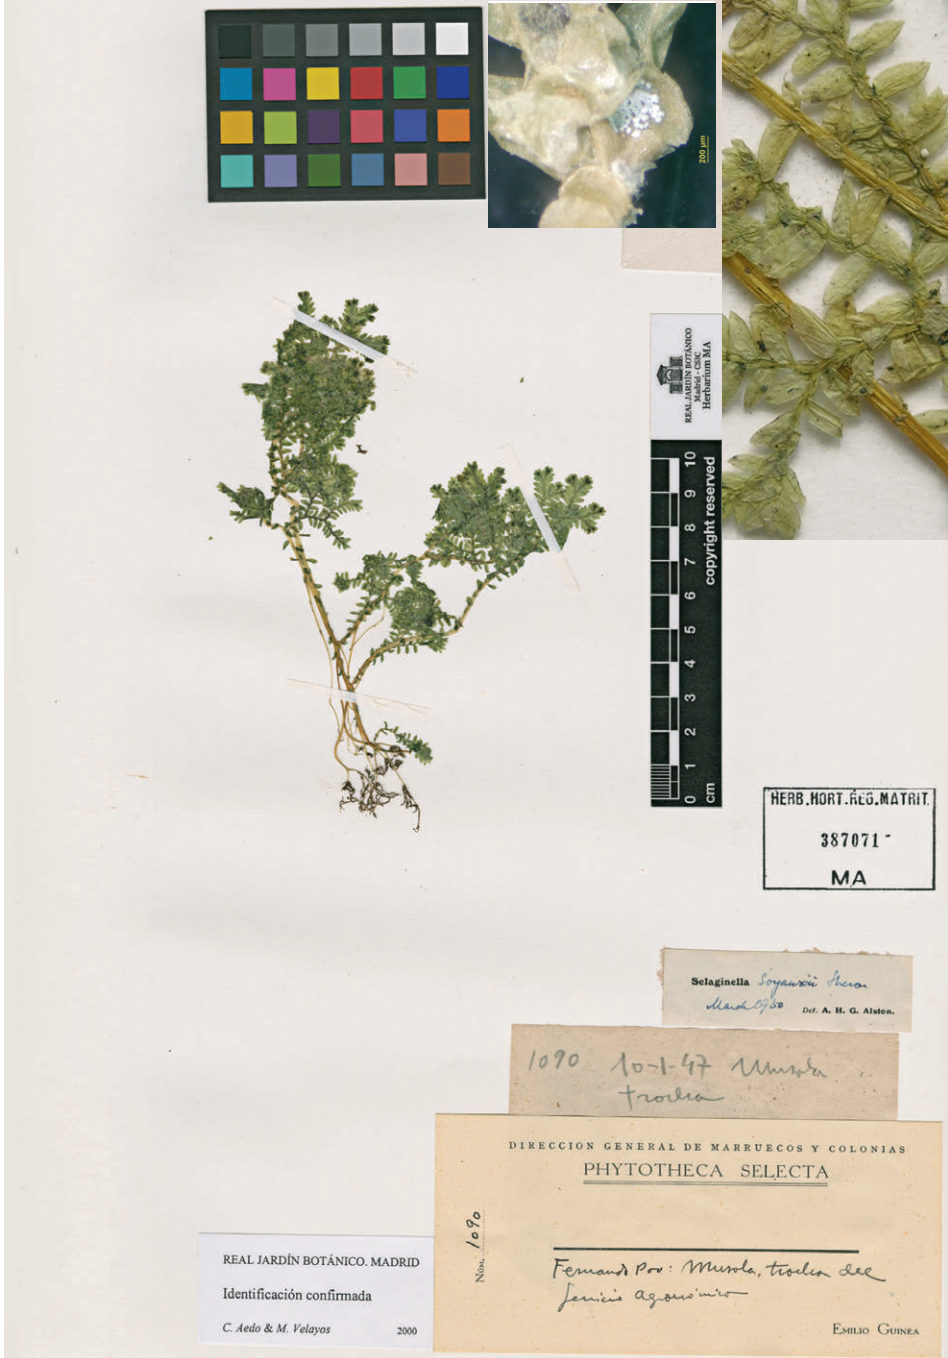 200 µm
REAL JARDÍN BOTÁNICO
Madrid - CSIC
Herbarium MA
0 1 2 3 4 5 6 7 8 9 10
cm
copyright reserved
HERB.HORT.REG.MATRIT.
387071
MA
Selaginella Soyauxii Hieron
March 1950 Det. A. H. G. Alston.
1090 10-1-47 Musola
trocha
DIRECCION GENERAL DE MARRUECOS Y COLONIAS
PHYTOTHECA SELECTA
Núm. 1090
Fernando Poo: Musola, trocha del
servicio agronómico
EMILIO GUINEA
REAL JARDÍN BOTÁNICO. MADRID
Identificación confirmada
C. Aedo & M. Velayos 2000